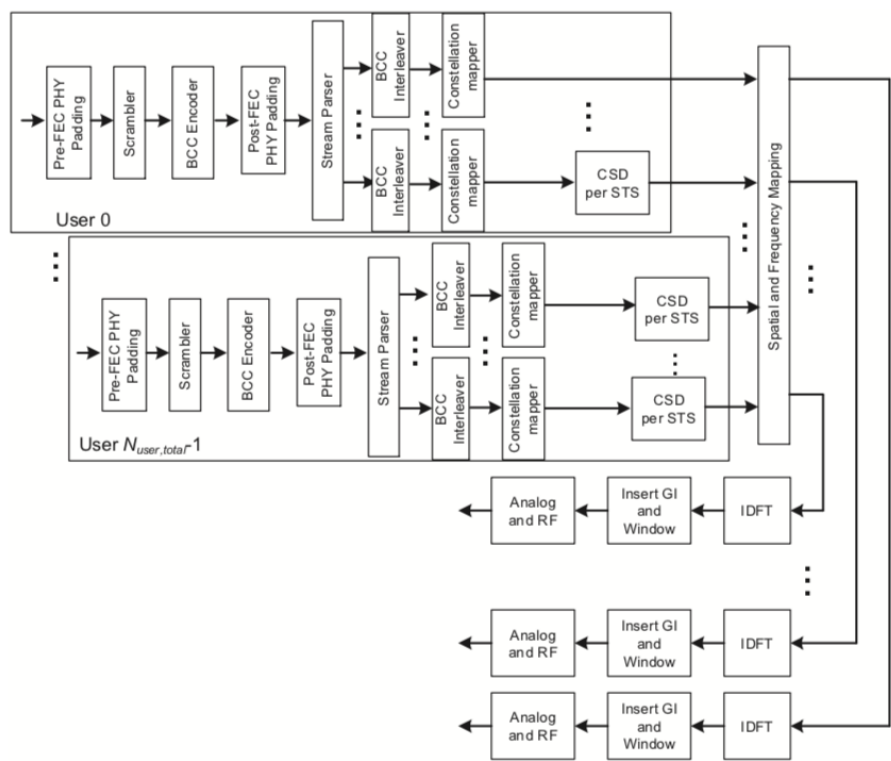 Pre-FEC PHY
Padding
Scrambler
BCC Encoder
Post-FEC
PHY Padding
Stream Parser
BCC
Interleaver
Constellation
mapper
BCC
Interleaver
Constellation
mapper
CSD
per STS
User 0
Spatial and Frequency Mapping
Pre-FEC PHY
Padding
Scrambler
BCC Encoder
Post-FEC
PHY Padding
Stream Parser
BCC
Interleaver
Constellation
mapper
CSD
per STS
BCC
Interleaver
Constellation
mapper
CSD
per STS
User Nuser,total-1
Analog
and RF
Insert GI
and
Window
IDFT
Analog
and RF
Insert GI
and
Window
IDFT
Analog
and RF
Insert GI
and
Window
IDFT